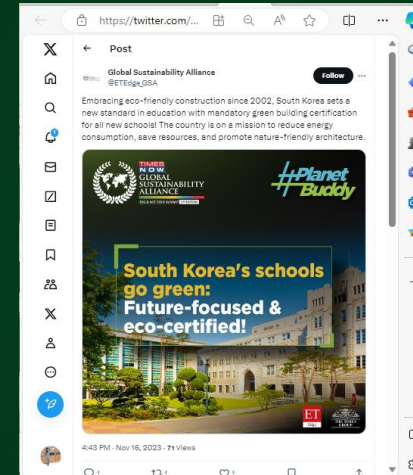 https://twitter.com/...
Post
Global Sustainability Alliance
@ETEdge_GSA
Follow
Embracing eco-friendly construction since 2002, South Korea sets a
new standard in education with mandatory green building certification
for all new schools! The country is on a mission to reduce energy
consumption, save resources, and promote nature-friendly architecture.
TIMES
NOW
GLOBAL
SUSTAINABILITY
ALLIANCE
#Planet
Buddy
South Korea's schools
go green:
Future-focused &
eco-certified!
ET
Edge
4:43 PM · Nov 16, 2023 · 71 Views
1
1
1